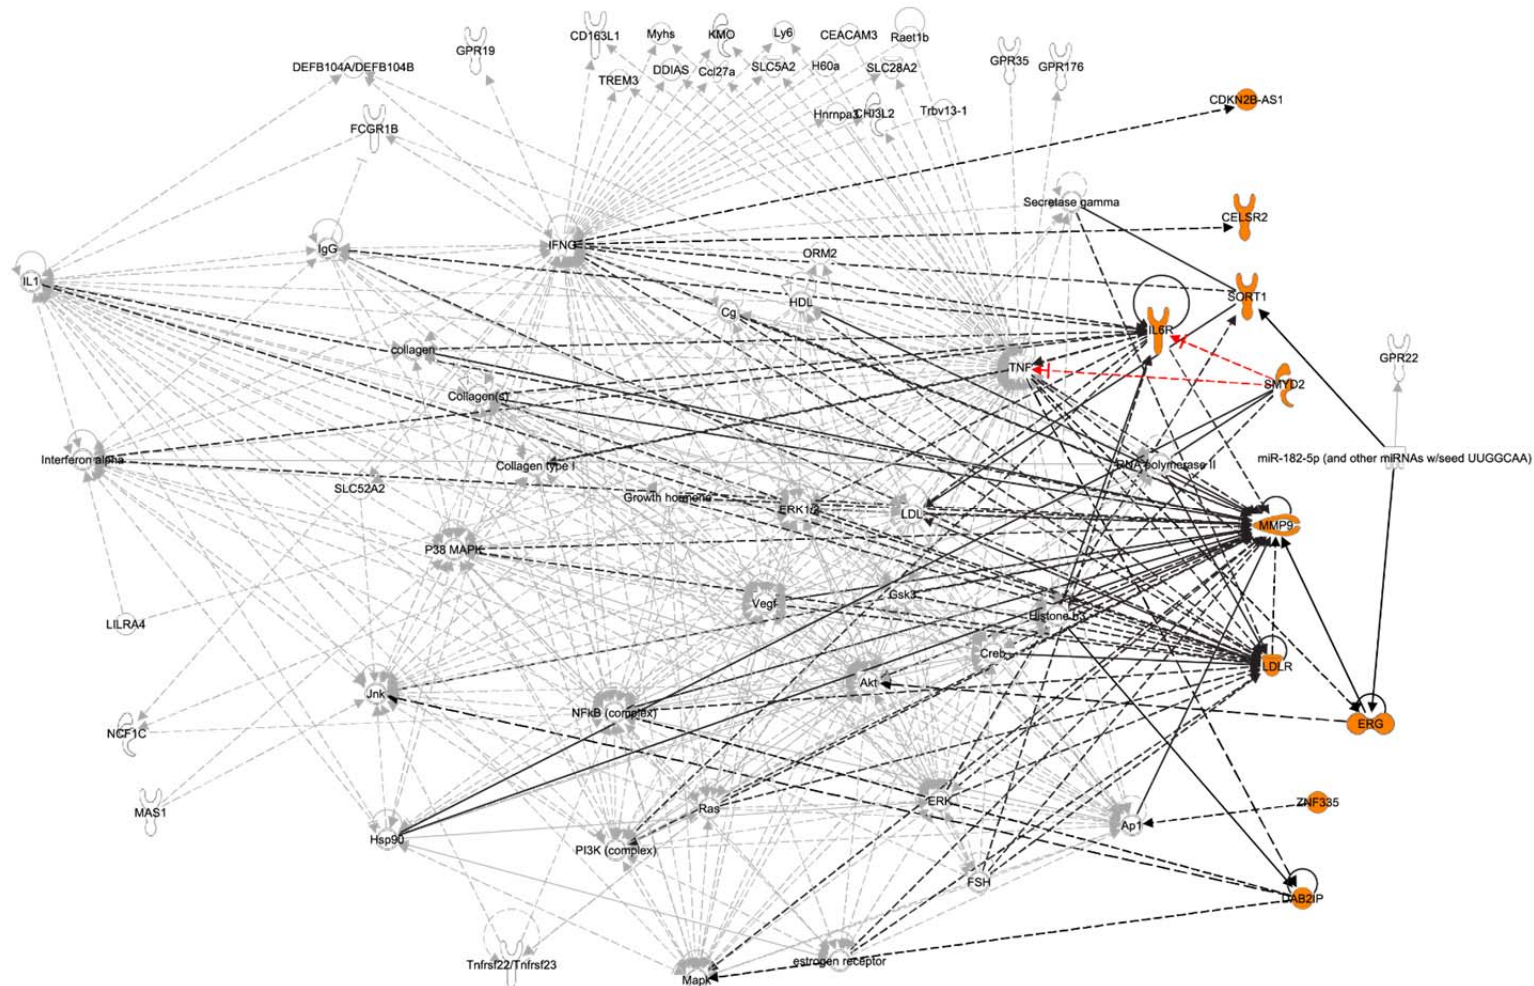 CD163L1
Myhs
KMO
Ly6
CEACAM3
Raet1b
GPR19
DEFB104A/DEFB104B
TREM3
DDIAS
Ccl27a
SLC5A2
H60a
SLC28A2
GPR35
GPR176
CDKN2B-AS1
FCGR1B
Hnrnpa3
CHI3L2
Trbv13-1
Secretase gamma
CELSR2
IgG
IFNG
ORM2
IL1
HDL
SORT1
Cg
IL6R
collagen
GPR22
TNF
SMYD2
Collagen(s)
Interferon alpha
Collagen type I
RNA polymerase II
miR-182-5p (and other miRNAs w/seed UUGGCAA)
SLC52A2
Growth hormone
ERK1/2
LDL
MMP9
P38 MAPK
Gsk3
Vegf
Histone h3
LILRA4
Creb
LDLR
Akt
Jnk
NFkB (complex)
ERG
NCF1C
ERK
ZNF335
MAS1
Ras
Ap1
Hsp90
PI3K (complex)
FSH
DAB2IP
Tnfrsf22/Tnfrsf23
estrogen receptor
Mapk